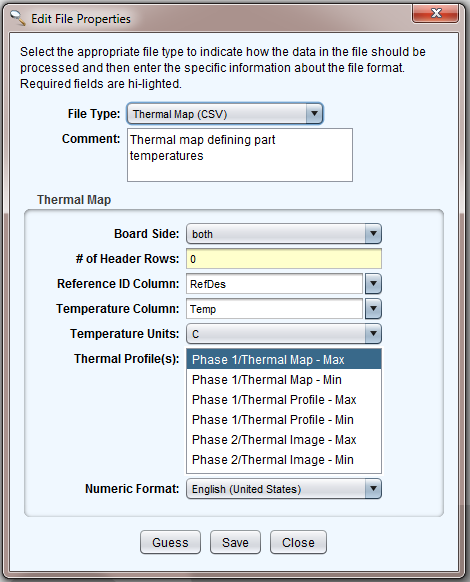 Edit File Properties
Select the appropriate file type to indicate how the data in the file should be
processed and then enter the specific information about the file format.
Required fields are hi-lighted.
File Type: Thermal Map (CSV)
Comment: Thermal map defining part
temperatures
Thermal Map
Board Side: both
# of Header Rows: 0
Reference ID Column: RefDes
Temperature Column: Temp
Temperature Units: C
Thermal Profile(s): Phase 1/Thermal Map - Max
Phase 1/Thermal Map - Min
Phase 1/Thermal Profile - Max
Phase 1/Thermal Profile - Min
Phase 2/Thermal Image - Max
Phase 2/Thermal Image - Min
Numeric Format: English (United States)
Guess Save Close